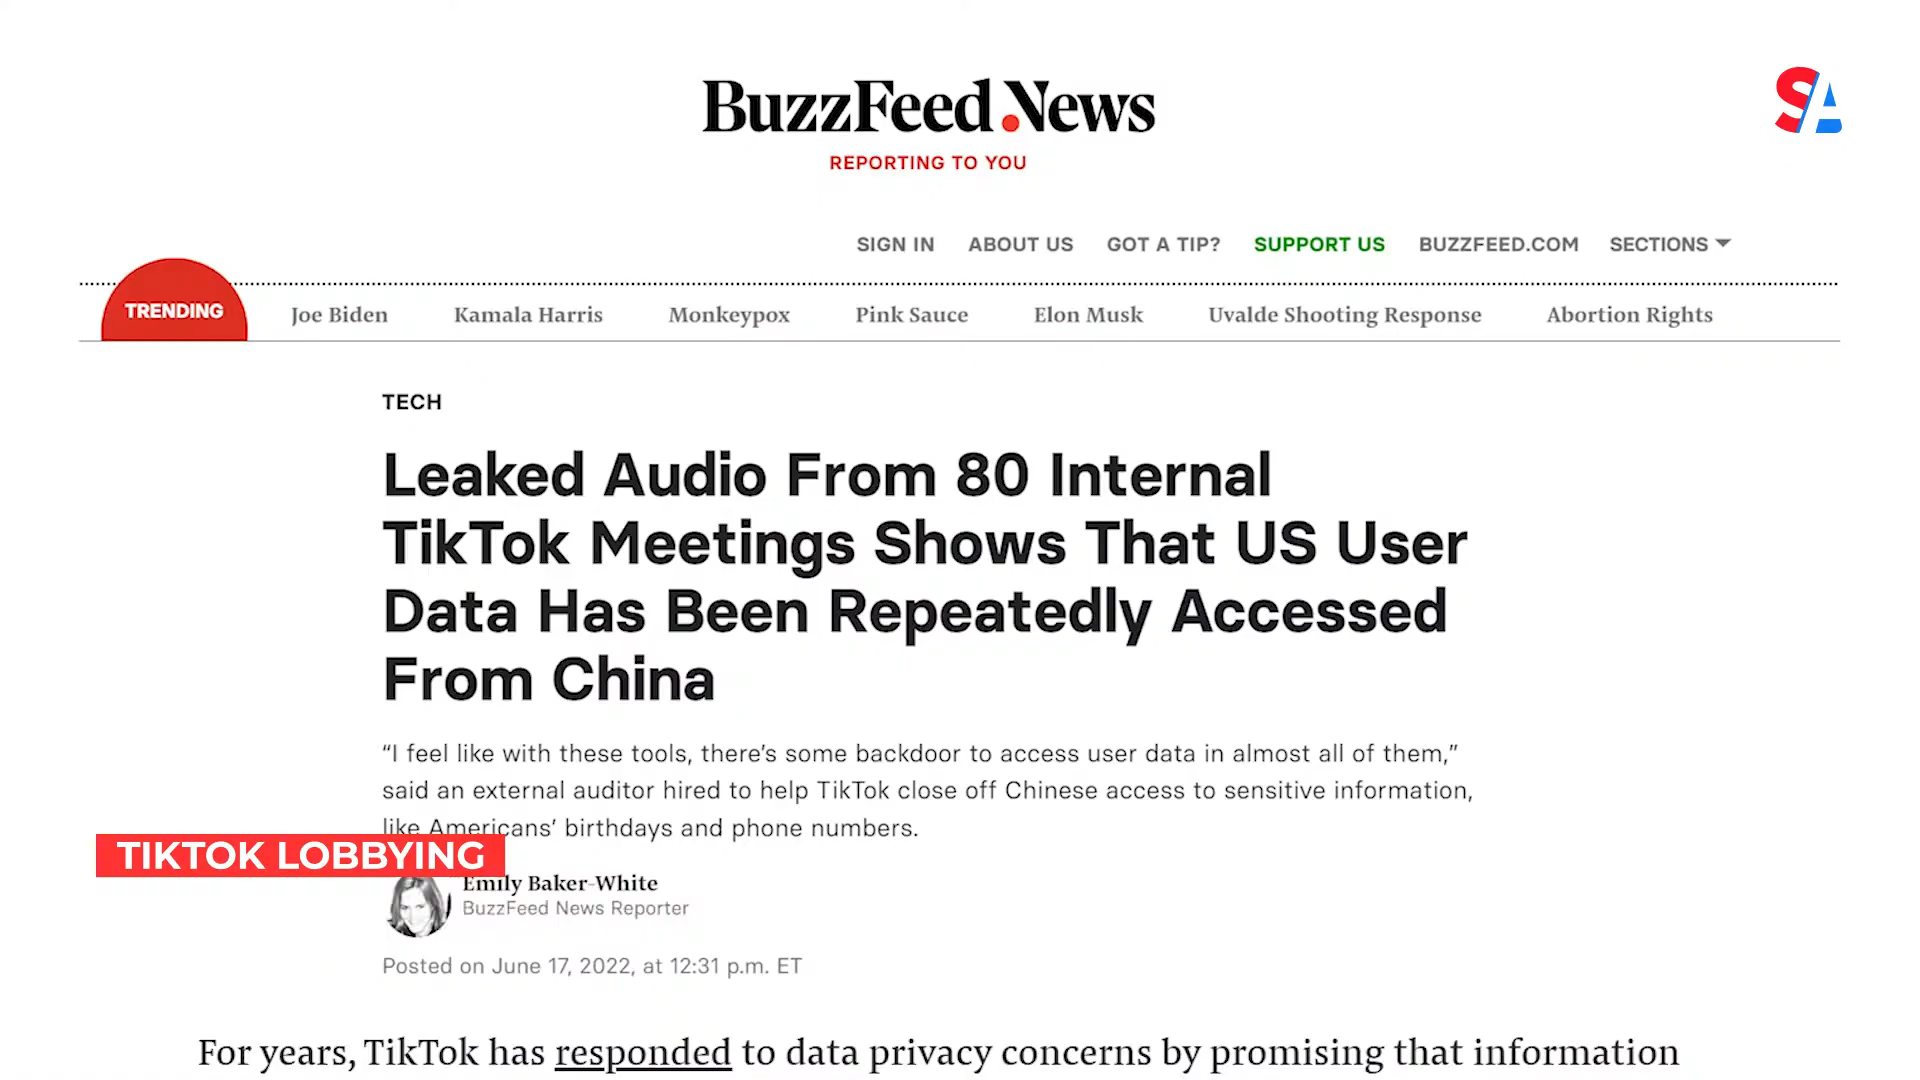 BuzzFeed News
REPORTING TO YOU
SA
SIGN IN ABOUT US GOT A TIP? SUPPORT US BUZZFEED.COM SECTIONS
TRENDING Joe Biden Kamala Harris Monkeypox Pink Sauce Elon Musk Uvalde Shooting Response Abortion Rights
TECH
Leaked Audio From 80 Internal
TikTok Meetings Shows That US User
Data Has Been Repeatedly Accessed
From China
“I feel like with these tools, there’s some backdoor to access user data in almost all of them,”
said an external auditor hired to help TikTok close off Chinese access to sensitive information,
like Americans’ birthdays and phone numbers.
TIKTOK LOBBYING
Emily Baker-White
BuzzFeed News Reporter
Posted on June 17, 2022, at 12:31 p.m. ET
For years, TikTok has responded to data privacy concerns by promising that information